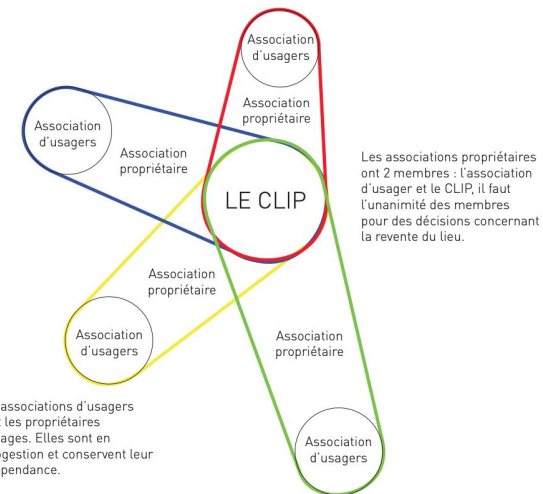 Association
d'usagers
Association
propriétaire
Association
d'usagers
Association
propriétaire
LE CLIP
Les associations propriétaires
ont 2 membres : l'association
d'usager et le CLIP, il faut
l'unanimité des membres
pour des décisions concernant
la revente du lieu.
Association
propriétaire
Association
d'usagers
Association
propriétaire
associations d'usagers
les propriétaires
Elles sont en
et conservent leur
Association
d'usagers